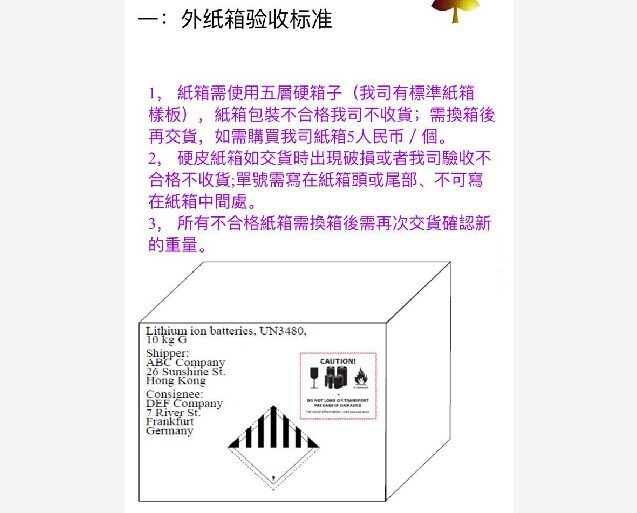 一：外纸箱验收标准
1， 紙箱需使用五層硬箱子（我司有標準紙箱
樣板），紙箱包裝不合格我司不收貨；需換箱後
再交貨，如需購買我司紙箱5人民币／個。
2， 硬皮紙箱如交貨時出現破損或者我司驗收不
合格不收貨;單號需寫在紙箱頭或尾部、不可寫
在紙箱中間處。
3， 所有不合格紙箱需換箱後需再次交貨確認新
的重量。
Lithium ion batteries, UN3480,
10 kg G
Shipper:
ABC Company
26 Sunshine St.
Hong Kong
Consignee:
DEF Company
7 River St.
Frankfurt
Germany
CAUTION!
DO NOT LOAD OR TRANSPORT
PACKAGE IF DAMAGED
9